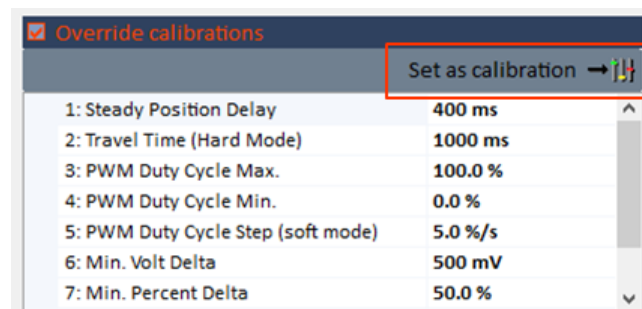 Override calibrations
Set as calibration
1: Steady Position Delay 400 ms
2: Travel Time (Hard Mode) 1000 ms
3: PWM Duty Cycle Max. 100.0 %
4: PWM Duty Cycle Min. 0.0 %
5: PWM Duty Cycle Step (soft mode) 5.0 %/s
6: Min. Volt Delta 500 mV
7: Min. Percent Delta 50.0 %